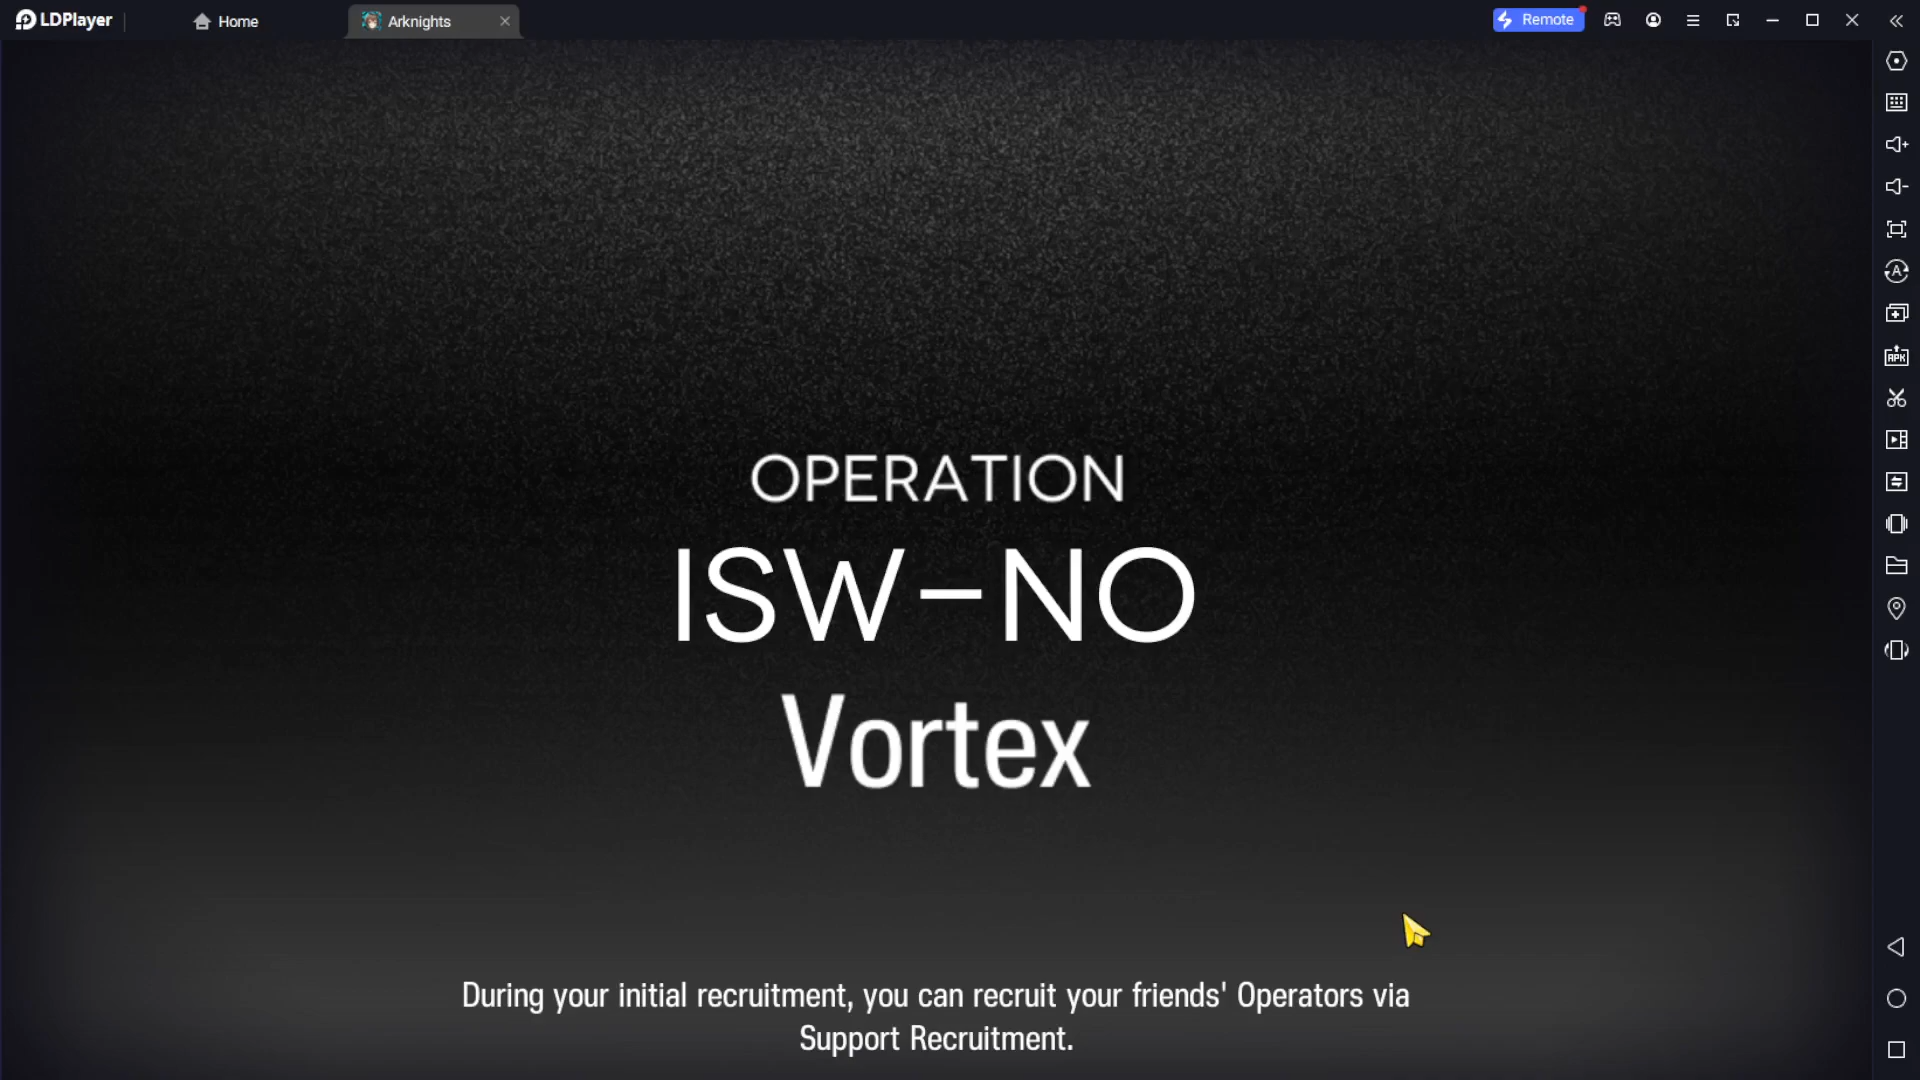 LDPlayer
Home
Arknights
Remote
APK
OPERATION
ISW-NO
Vortex
During your initial recruitment, you can recruit your friends' Operators via
Support Recruitment.